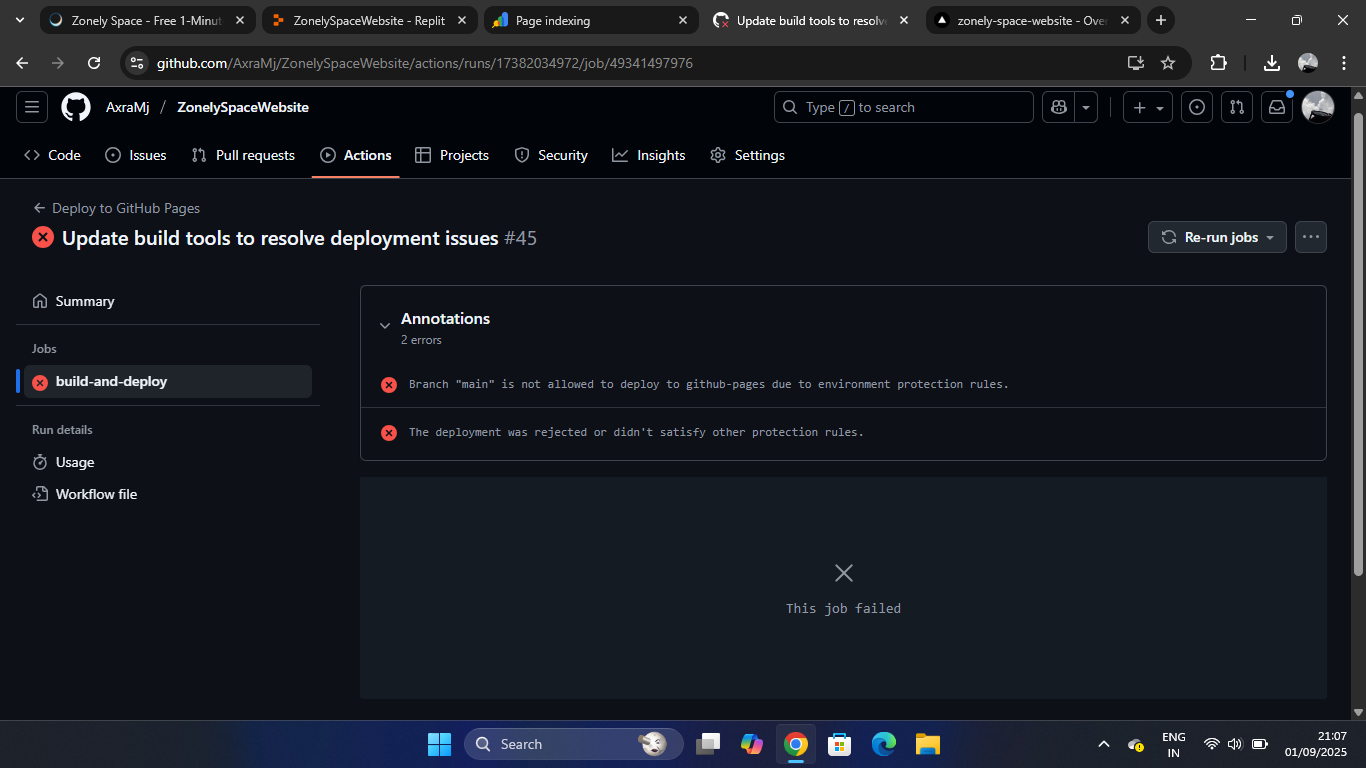 Zonely Space - Free 1-Minut
ZonelySpaceWebsite - Replit
Page indexing
Update build tools to resolve
zonely-space-website - Over
github.com/AxraMj/ZonelySpaceWebsite/actions/runs/17382034972/job/49341497976
AxraMj / ZonelySpaceWebsite
Type / to search
Code
Issues
Pull requests
Actions
Projects
Security
Insights
Settings
Deploy to GitHub Pages
Update build tools to resolve deployment issues #45
Re-run jobs
Summary
Jobs
build-and-deploy
Run details
Usage
Workflow file
Annotations
2 errors
Branch "main" is not allowed to deploy to github-pages due to environment protection rules.
The deployment was rejected or didn't satisfy other protection rules.
This job failed
Search
ENG
IN
21:07
01/09/2025